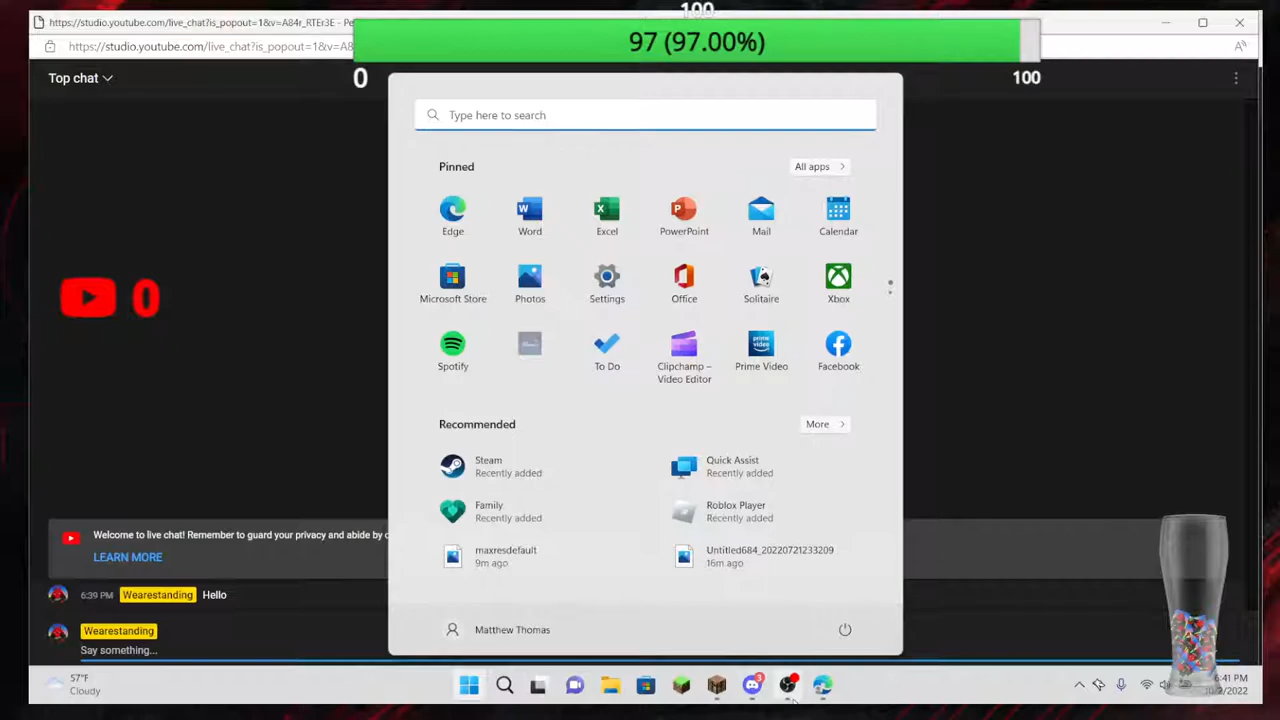 100
https://studio.youtube.com/live_chat?is_popout=1&v=A84r_RTEr3E - Pe
https://studio.youtube.com/live_chat?is_popout=1&v=A8
97 (97.00%)
Top chat
0
100
Type here to search
Pinned
All apps
Edge
Word
Excel
PowerPoint
Mail
Calendar
Microsoft Store
Photos
Settings
Office
Solitaire
Xbox
0
Spotify
To Do
Clipchamp –
Video Editor
Prime Video
Facebook
Recommended
More
Steam
Recently added
Quick Assist
Recently added
Family
Recently added
Roblox Player
Recently added
Welcome to live chat! Remember to guard your privacy and abide by
LEARN MORE
maxresdefault
9m ago
Untitled684_20220721233209
16m ago
6:39 PM Wearestanding Hello
Wearestanding
Say something...
Matthew Thomas
57°F
Cloudy
3
:41 PM